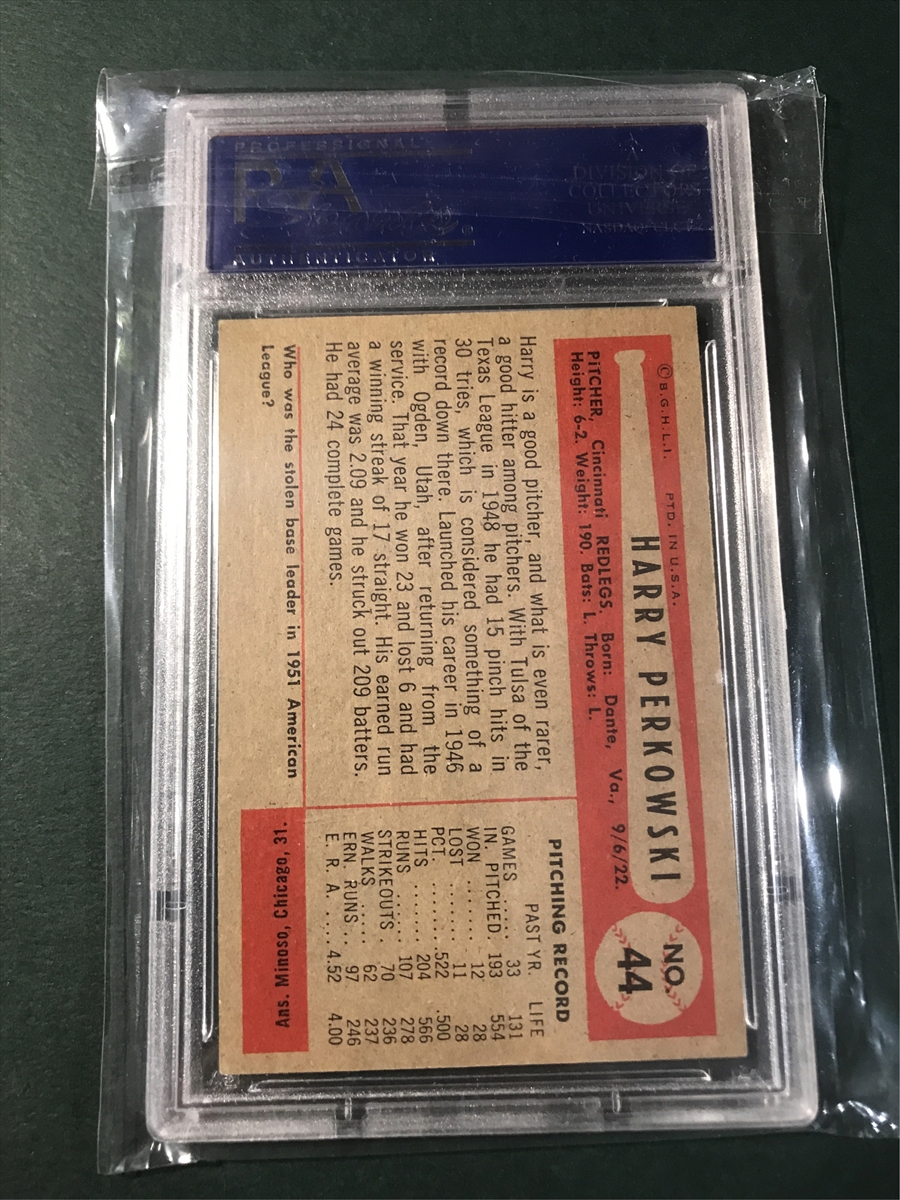 PROFESSIONAL
PSA
AUTHENTICATOR
A
DIVISION OF
COLLECTORS
© B.G.H.L.I. PTD. IN U.S.A.
HARRY PERKOWSKI
NO.
44
PITCHER, Cincinnati REDLEGS. Born: Dante, Va., 9/6/22.
Height: 6-2. Weight: 190. Bats: L. Throws: L.
Harry is a good pitcher, and what is even rarer,
a good hitter among pitchers. With Tulsa of the
Texas League in 1948 he had 15 pinch hits in
30 tries, which is considered something of a
record down there. Launched his career in 1946
with Ogden, Utah, after returning from the
service. That year he won 23 and lost 6 and had
a winning streak of 17 straight. His earned run
average was 2.09 and he struck out 209 batters.
He had 24 complete games.
PITCHING RECORD
PAST YR. LIFE
GAMES ..... 33 131
IN. PITCHED. 193 554
WON ....... 12 28
LOST ....... 11 28
PCT. ...... .522 .500
HITS ...... 204 566
RUNS ..... 107 278
STRIKEOUTS . 70 236
WALKS ..... 62 237
ERN. RUNS .. 97 246
E. R. A. .... 4.52 4.00
Who was the stolen base leader in 1951 American
League?
Ans. Minoso, Chicago, 31.